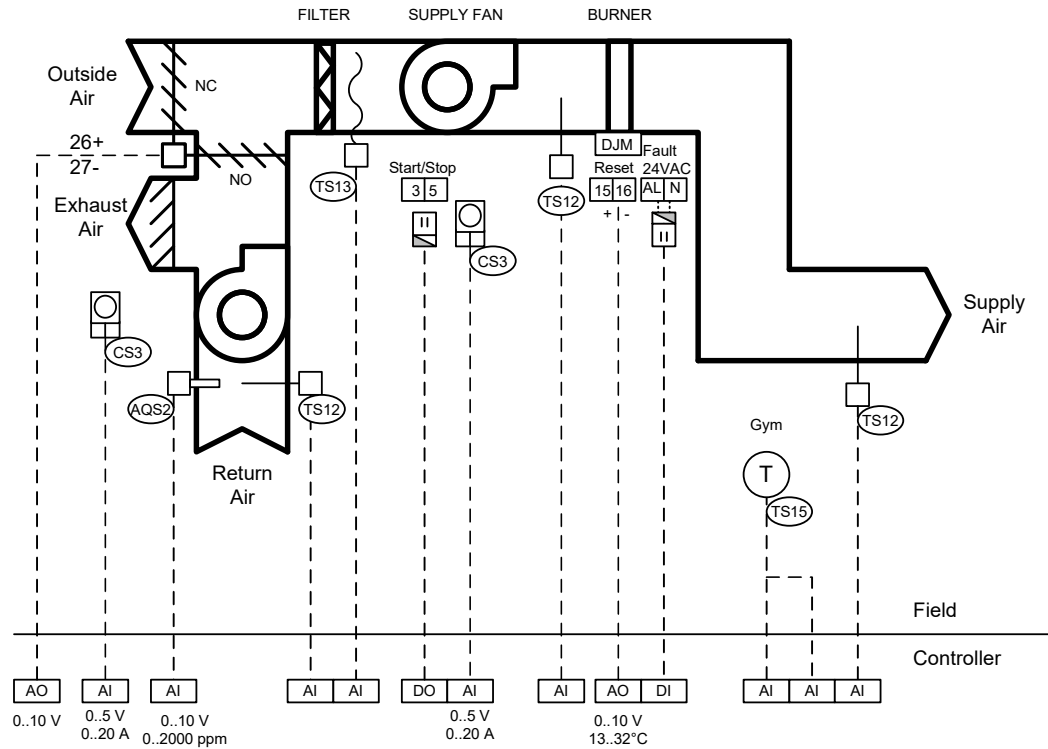 FILTER SUPPLY FAN BURNER
Outside
Air
NC
26+
27-
NO
Exhaust
Air
TS13
Start/Stop
3 5
CS3
TS12
DJM
Reset
15 16
+ | -
Fault
24VAC
AL N
CS3
AQS2
TS12
Return
Air
Supply
Air
TS12
Gym
T
TS15
Field
Controller
AO AI AI AI AI DO AI AI AO DI AI AI AI
0..10 V
0..5 V
0..20 A
0..10 V
0..2000 ppm
0..5 V
0..20 A
0..10 V
13..32°C